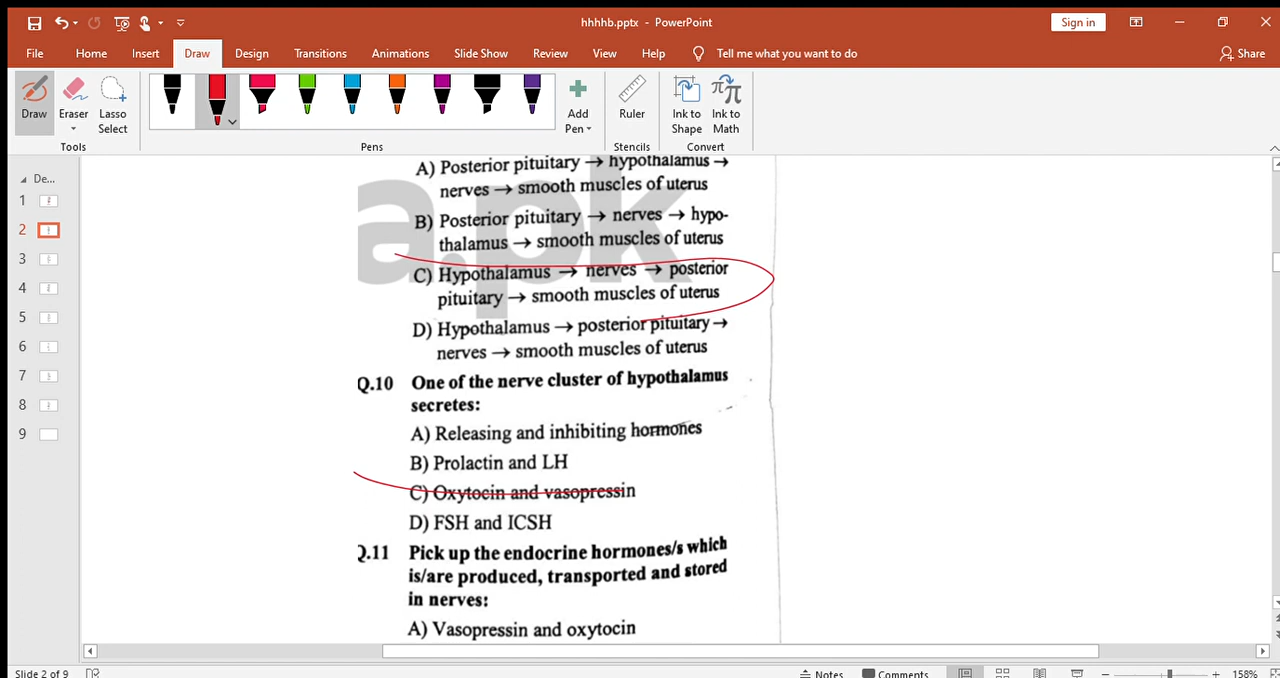 hhhhb.pptx - PowerPoint
Sign in
File Home Insert Draw Design Transitions Animations Slide Show Review View Help Tell me what you want to do Share
Draw Eraser Lasso Select
Add Pen
Ruler
Ink to Shape Ink to Math
Tools Pens Stencils Convert
De...
1
2
3
4
5
6
7
8
9
a.pk
A) Posterior pituitary → hypothalamus →
nerves → smooth muscles of uterus
B) Posterior pituitary → nerves → hypo-
thalamus → smooth muscles of uterus
C) Hypothalamus → nerves → posterior
pituitary → smooth muscles of uterus
D) Hypothalamus → posterior pituitary →
nerves → smooth muscles of uterus
Q.10 One of the nerve cluster of hypothalamus
secretes:
A) Releasing and inhibiting hormones
B) Prolactin and LH
C) Oxytocin and vasopressin
D) FSH and ICSH
Q.11 Pick up the endocrine hormones/s which
is/are produced, transported and stored
in nerves:
A) Vasopressin and oxytocin
Slide 2 of 9 Notes Comments 158%